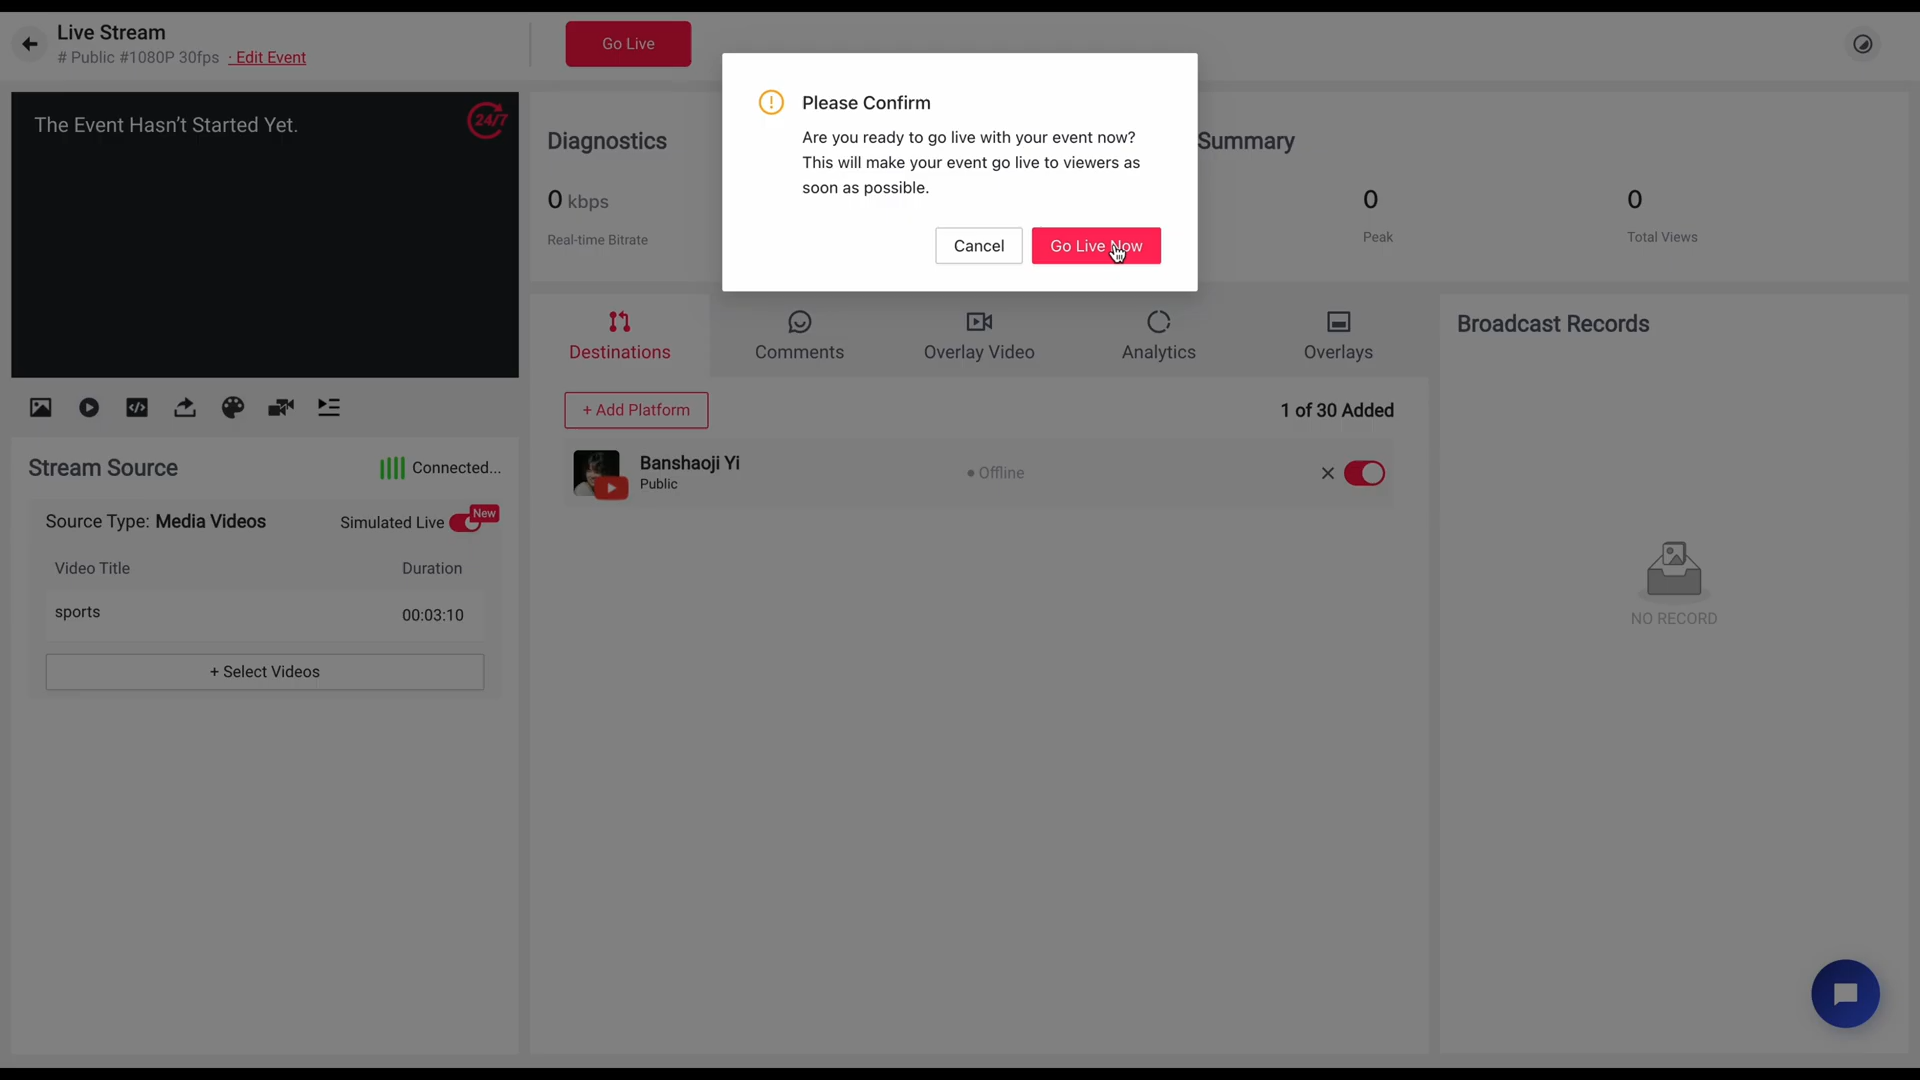 Live Stream
# Public #1080P 30fps · Edit Event
Go Live
The Event Hasn't Started Yet.
24/7
Diagnostics
0 kbps
Real-time Bitrate
Please Confirm
Are you ready to go live with your event now?
This will make your event go live to viewers as
soon as possible.
Cancel
Go Live Now
Summary
0
Peak
0
Total Views
Destinations
Comments
Overlay Video
Analytics
Overlays
Broadcast Records
+ Add Platform
1 of 30 Added
Banshaoji Yi
Public
Offline
Stream Source
Connected...
Source Type: Media Videos
Simulated Live
New
Video Title
Duration
sports
00:03:10
+ Select Videos
NO RECORD